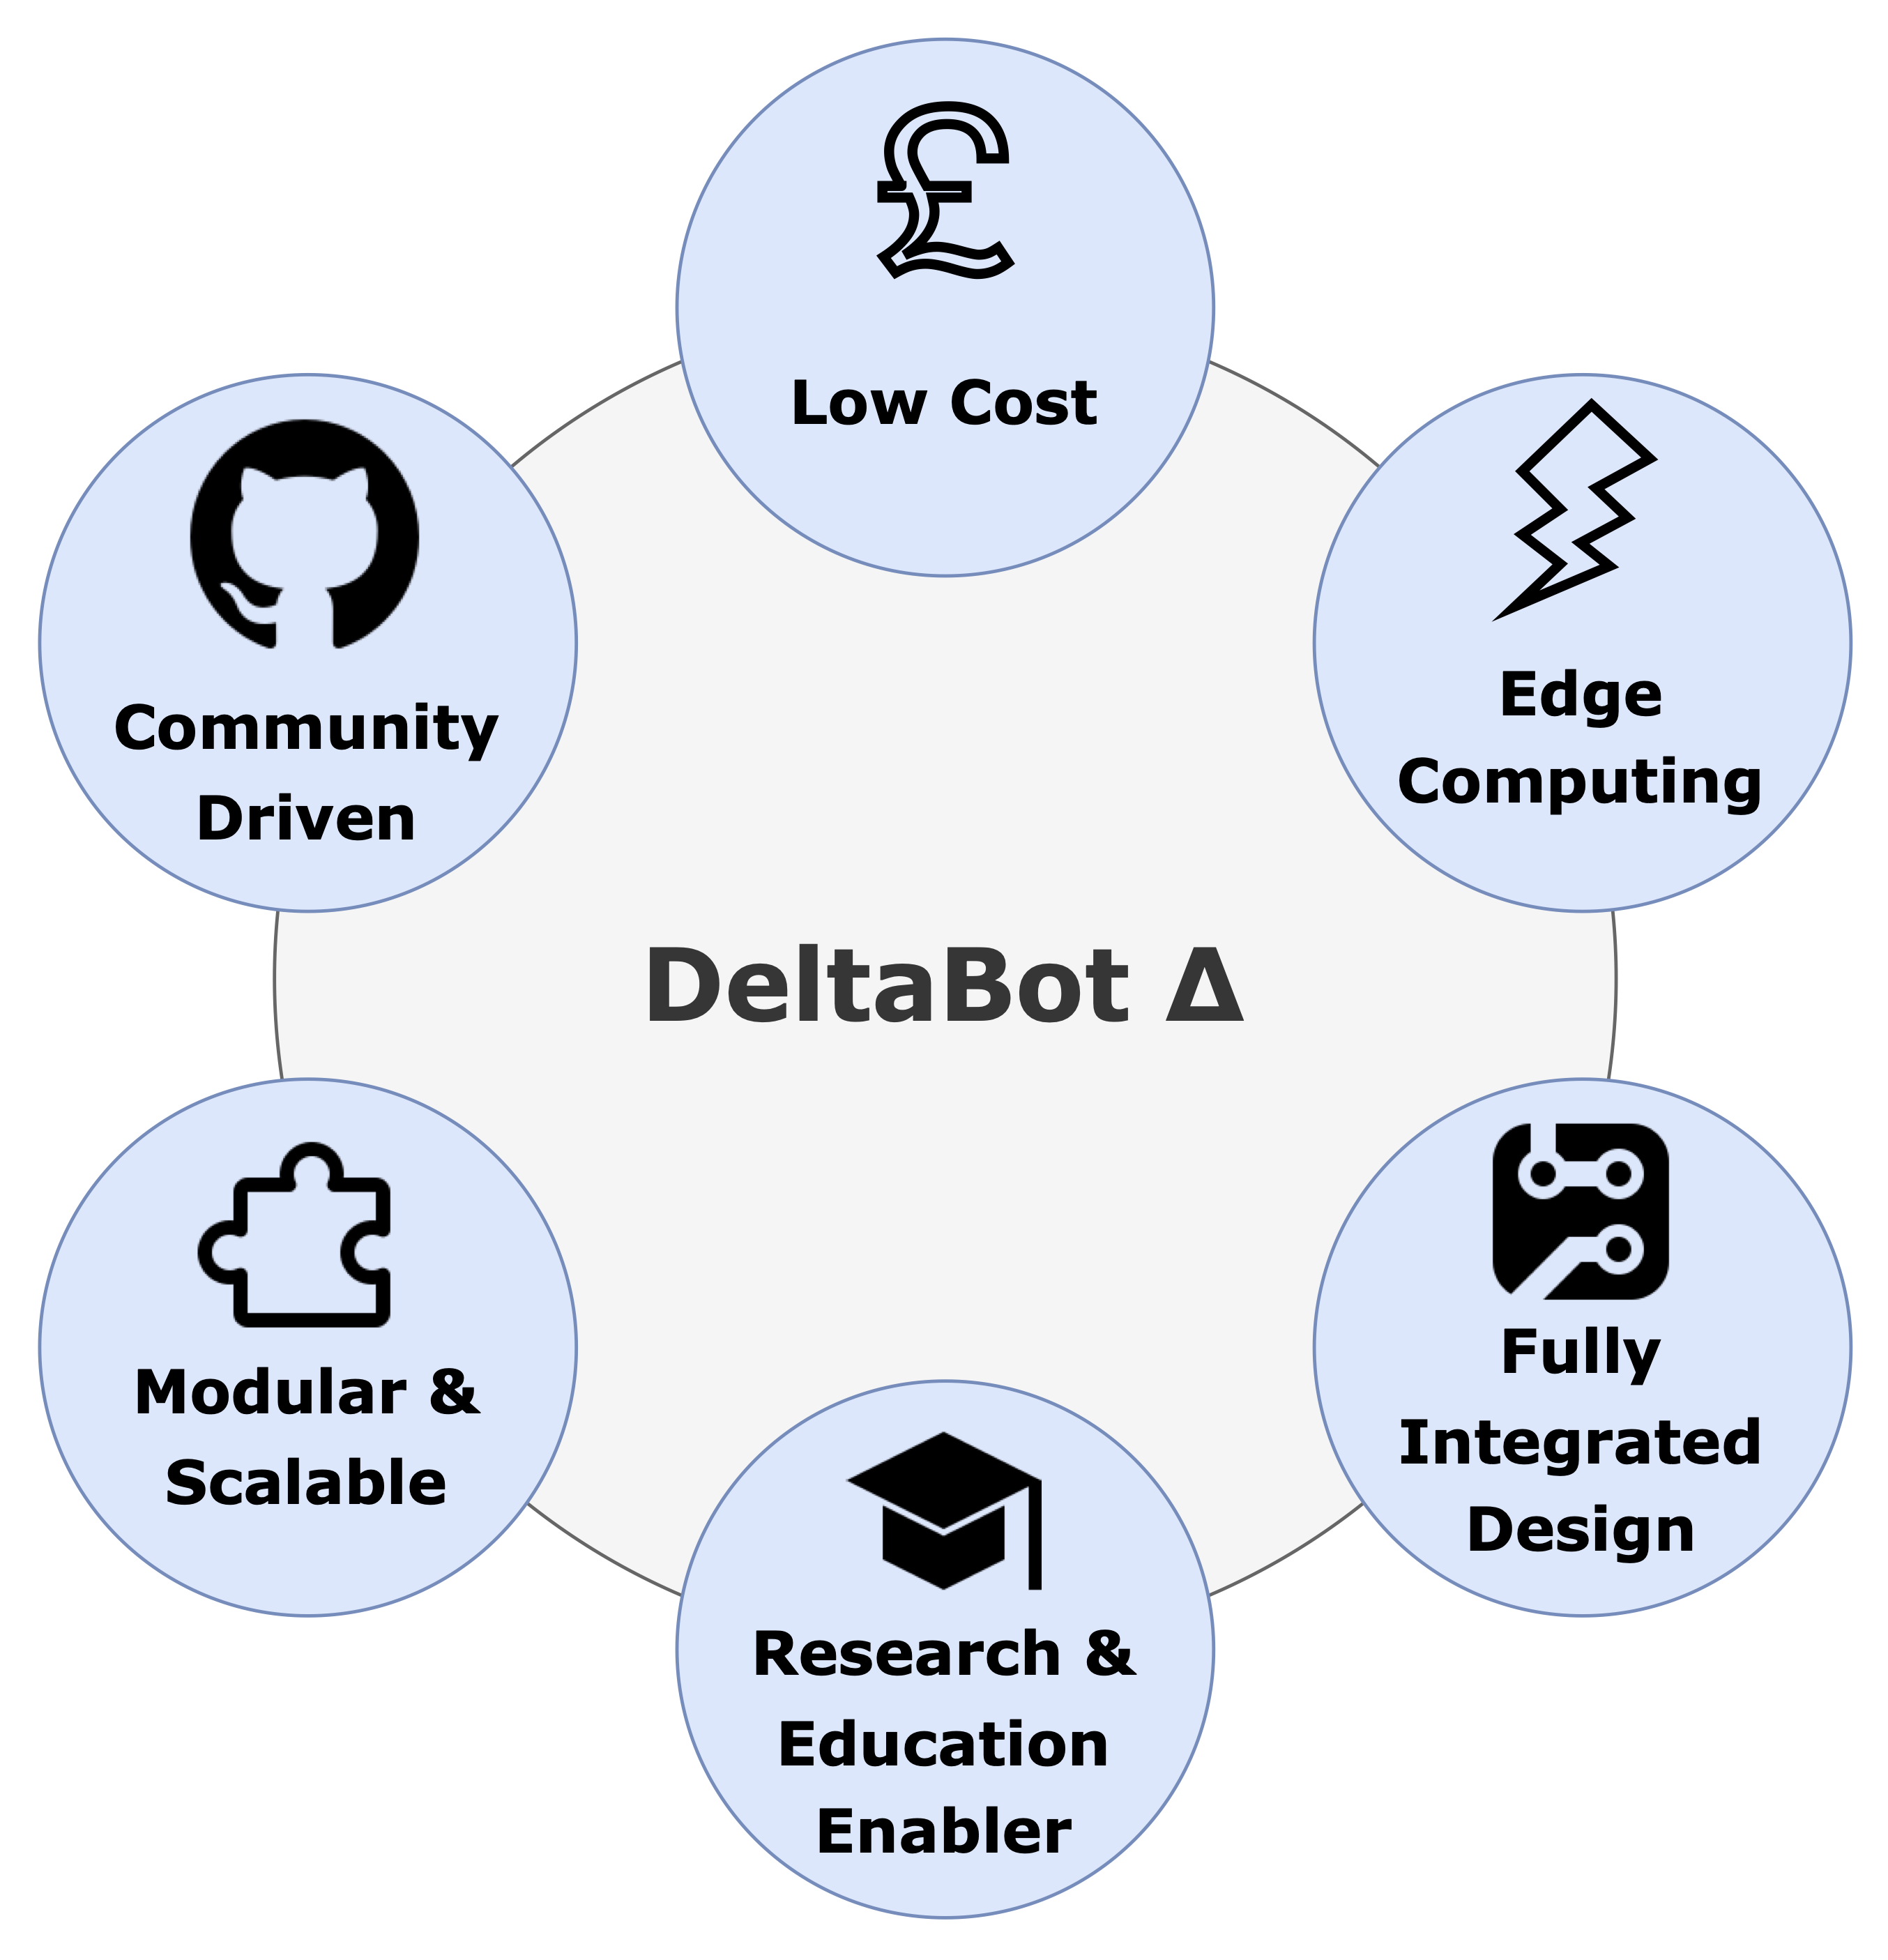 Low Cost
Community
Driven
Edge
Computing
DeltaBot Δ
Modular &
Scalable
Fully
Integrated
Design
Research &
Education
Enabler